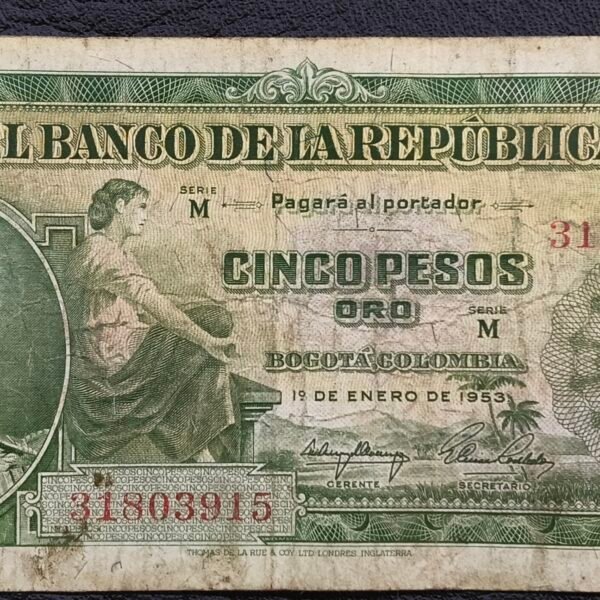 L BANCO DE LA REPÚBLICA
SERIE
M
Pagará al portador
31
CINCO PESOS
ORO
SERIE
M
BOGOTÁ COLOMBIA
1º DE ENERO DE 1953
GERENTE
SECRETARIO
CINCOPESOSCINCOPESOSCINCOPESOS
31803915
THOMAS DE LA RUE & COY LTD. LONDRES. INGLATERRA.